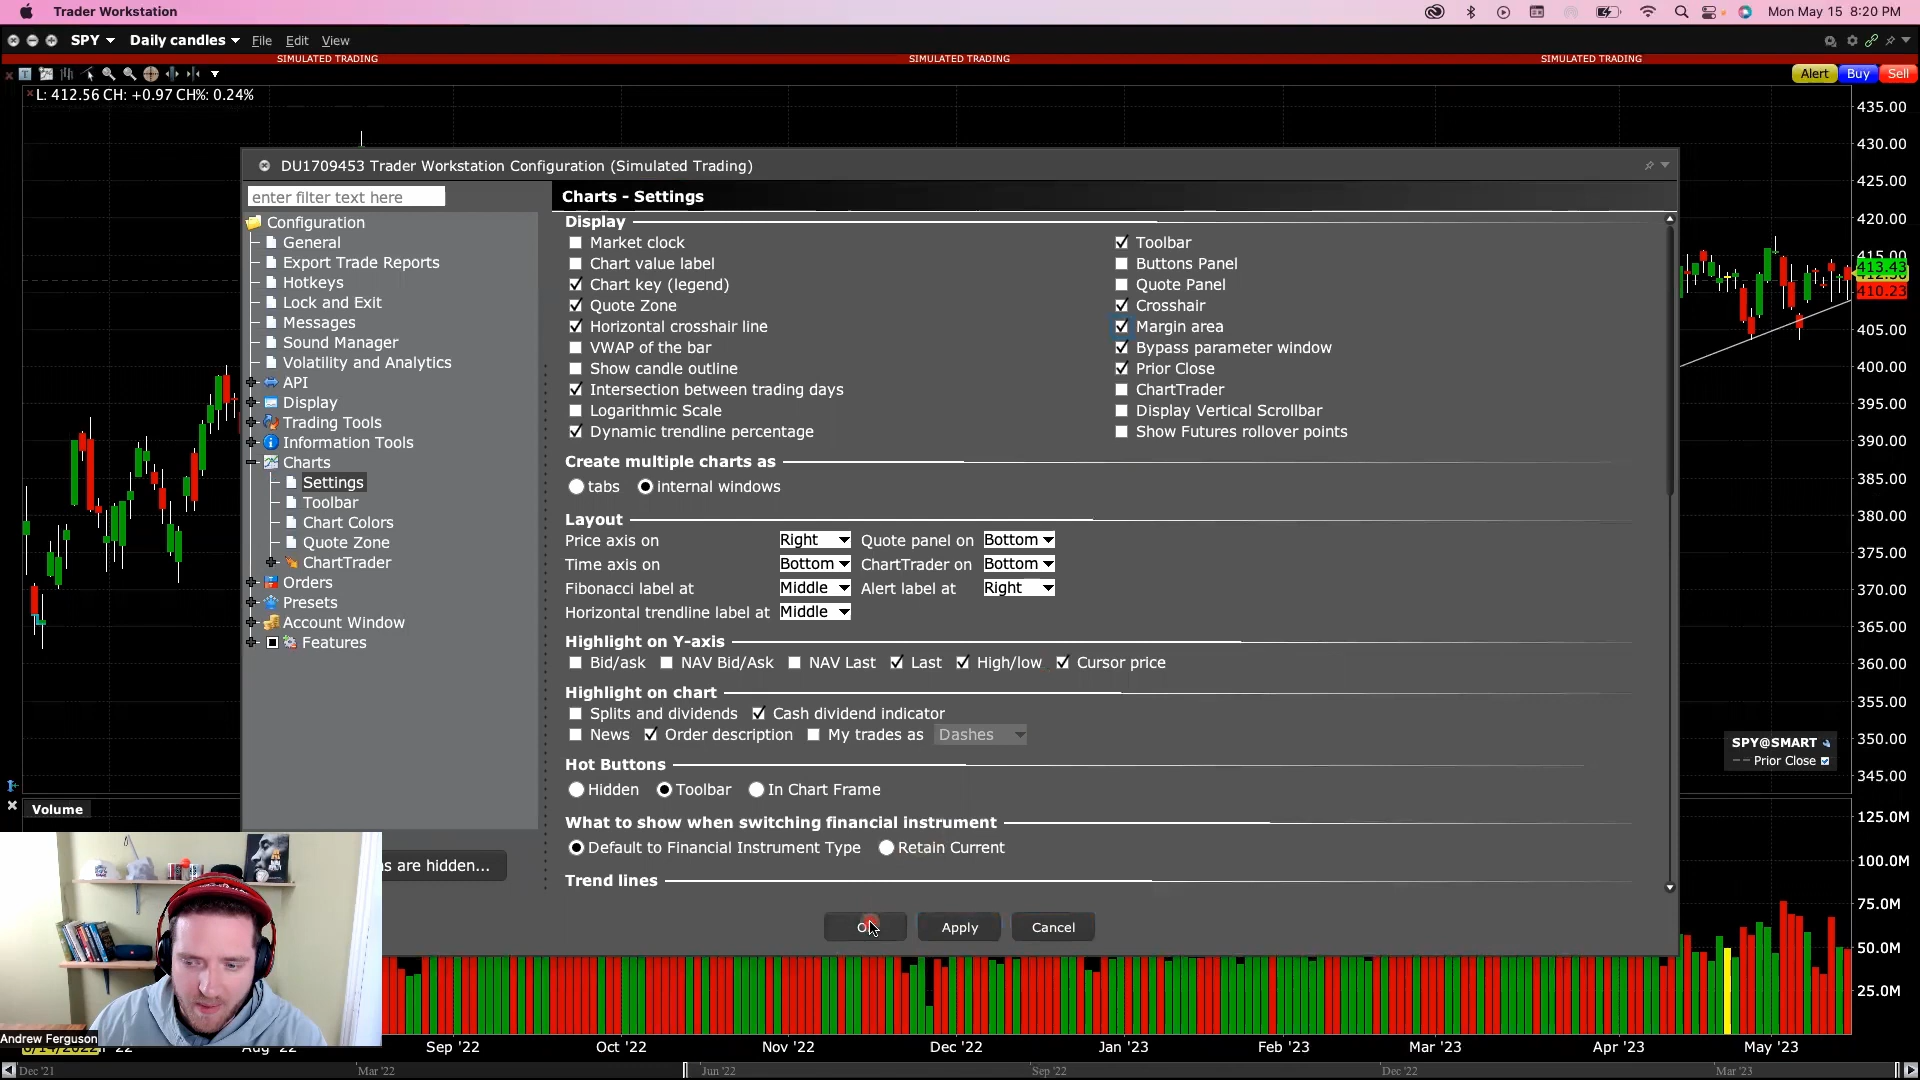 Trader Workstation
Mon May 15 8:20 PM
SPY Daily candles File Edit View
SIMULATED TRADING SIMULATED TRADING SIMULATED TRADING
Alert Buy Sell
L: 412.56 CH: +0.97 CH%: 0.24%
DU1709453 Trader Workstation Configuration (Simulated Trading)
enter filter text here
Configuration
General
Export Trade Reports
Hotkeys
Lock and Exit
Messages
Sound Manager
Volatility and Analytics
API
Display
Trading Tools
Information Tools
Charts
Settings
Toolbar
Chart Colors
Quote Zone
ChartTrader
Orders
Presets
Account Window
Features
s are hidden...
Charts - Settings
Display
Market clock
Chart value label
Chart key (legend)
Quote Zone
Horizontal crosshair line
VWAP of the bar
Show candle outline
Intersection between trading days
Logarithmic Scale
Dynamic trendline percentage
Toolbar
Buttons Panel
Quote Panel
Crosshair
Margin area
Bypass parameter window
Prior Close
ChartTrader
Display Vertical Scrollbar
Show Futures rollover points
Create multiple charts as
tabs internal windows
Layout
Price axis on Right Quote panel on Bottom
Time axis on Bottom ChartTrader on Bottom
Fibonacci label at Middle Alert label at Right
Horizontal trendline label at Middle
Highlight on Y-axis
Bid/ask NAV Bid/Ask NAV Last Last High/low Cursor price
Highlight on chart
Splits and dividends Cash dividend indicator
News Order description My trades as Dashes
Hot Buttons
Hidden Toolbar In Chart Frame
What to show when switching financial instrument
Default to Financial Instrument Type Retain Current
Trend lines
Apply Cancel
435.00
430.00
425.00
420.00
415.00
413.43
410.23
405.00
400.00
395.00
390.00
385.00
380.00
375.00
370.00
365.00
360.00
355.00
350.00
345.00
SPY@SMART
Prior Close
Volume
125.0M
100.0M
75.0M
50.0M
25.0M
Andrew Ferguson
Sep '22 Oct '22 Nov '22 Dec '22 Jan '23 Feb '23 Mar '23 Apr '23 May '23
Dec '21 Mar '22 Jun '22 Sep '22 Dec '22 Mar '23